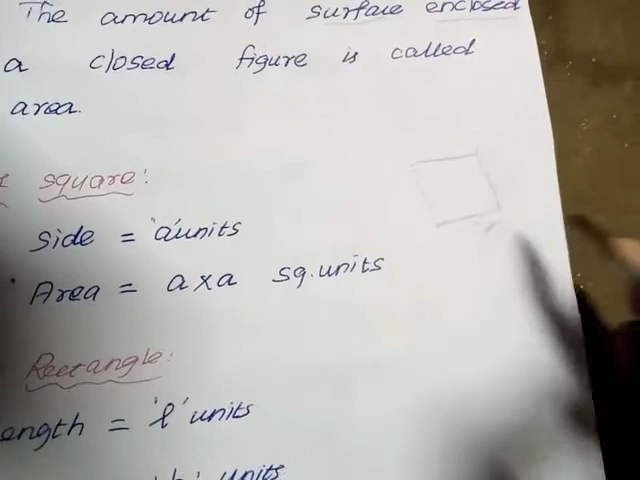 The amount of surface enclosed
a closed figure is called
area.
square:
side = 'a' units
Area = a x a sq.units
Rectangle:
ength = 'l' units
units